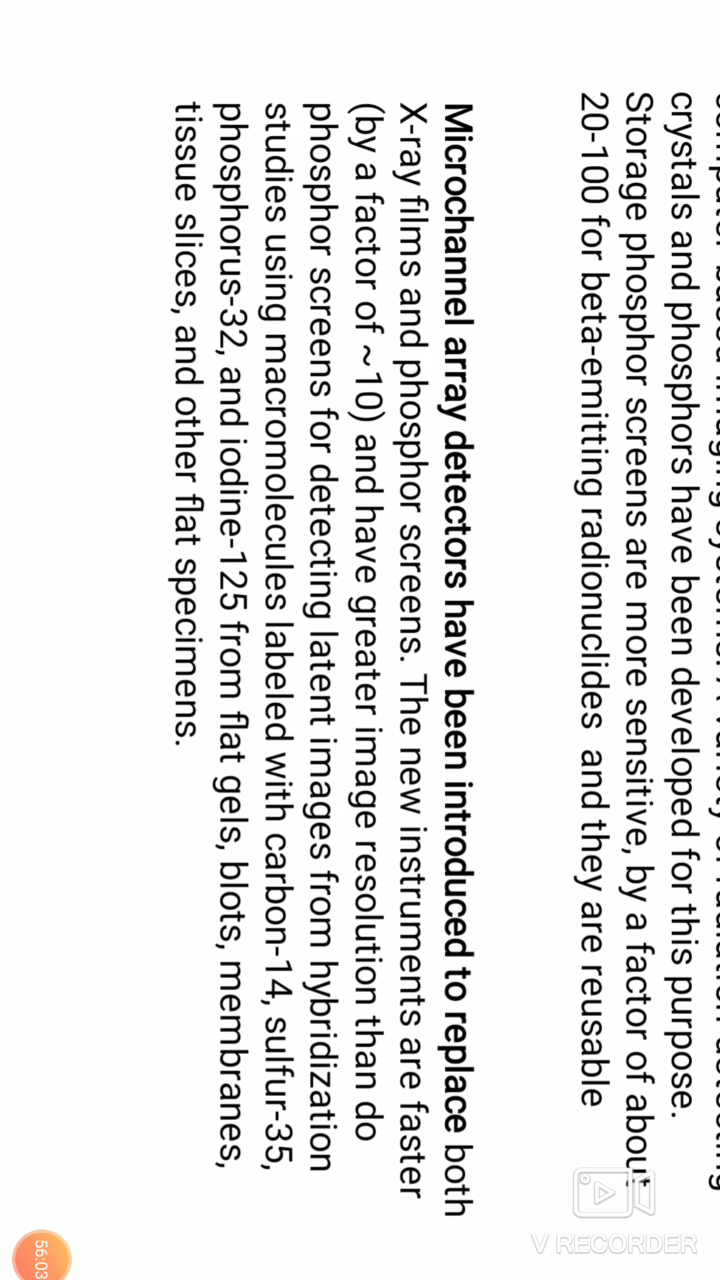 crystals and phosphors have been developed for this purpose.
Storage phosphor screens are more sensitive, by a factor of about
20-100 for beta-emitting radionuclides and they are reusable
Microchannel array detectors have been introduced to replace both
X-ray films and phosphor screens. The new instruments are faster
(by a factor of ~10) and have greater image resolution than do
phosphor screens for detecting latent images from hybridization
studies using macromolecules labeled with carbon-14, sulfur-35,
phosphorus-32, and iodine-125 from flat gels, blots, membranes,
tissue slices, and other flat specimens.
V RECORDER
56:03